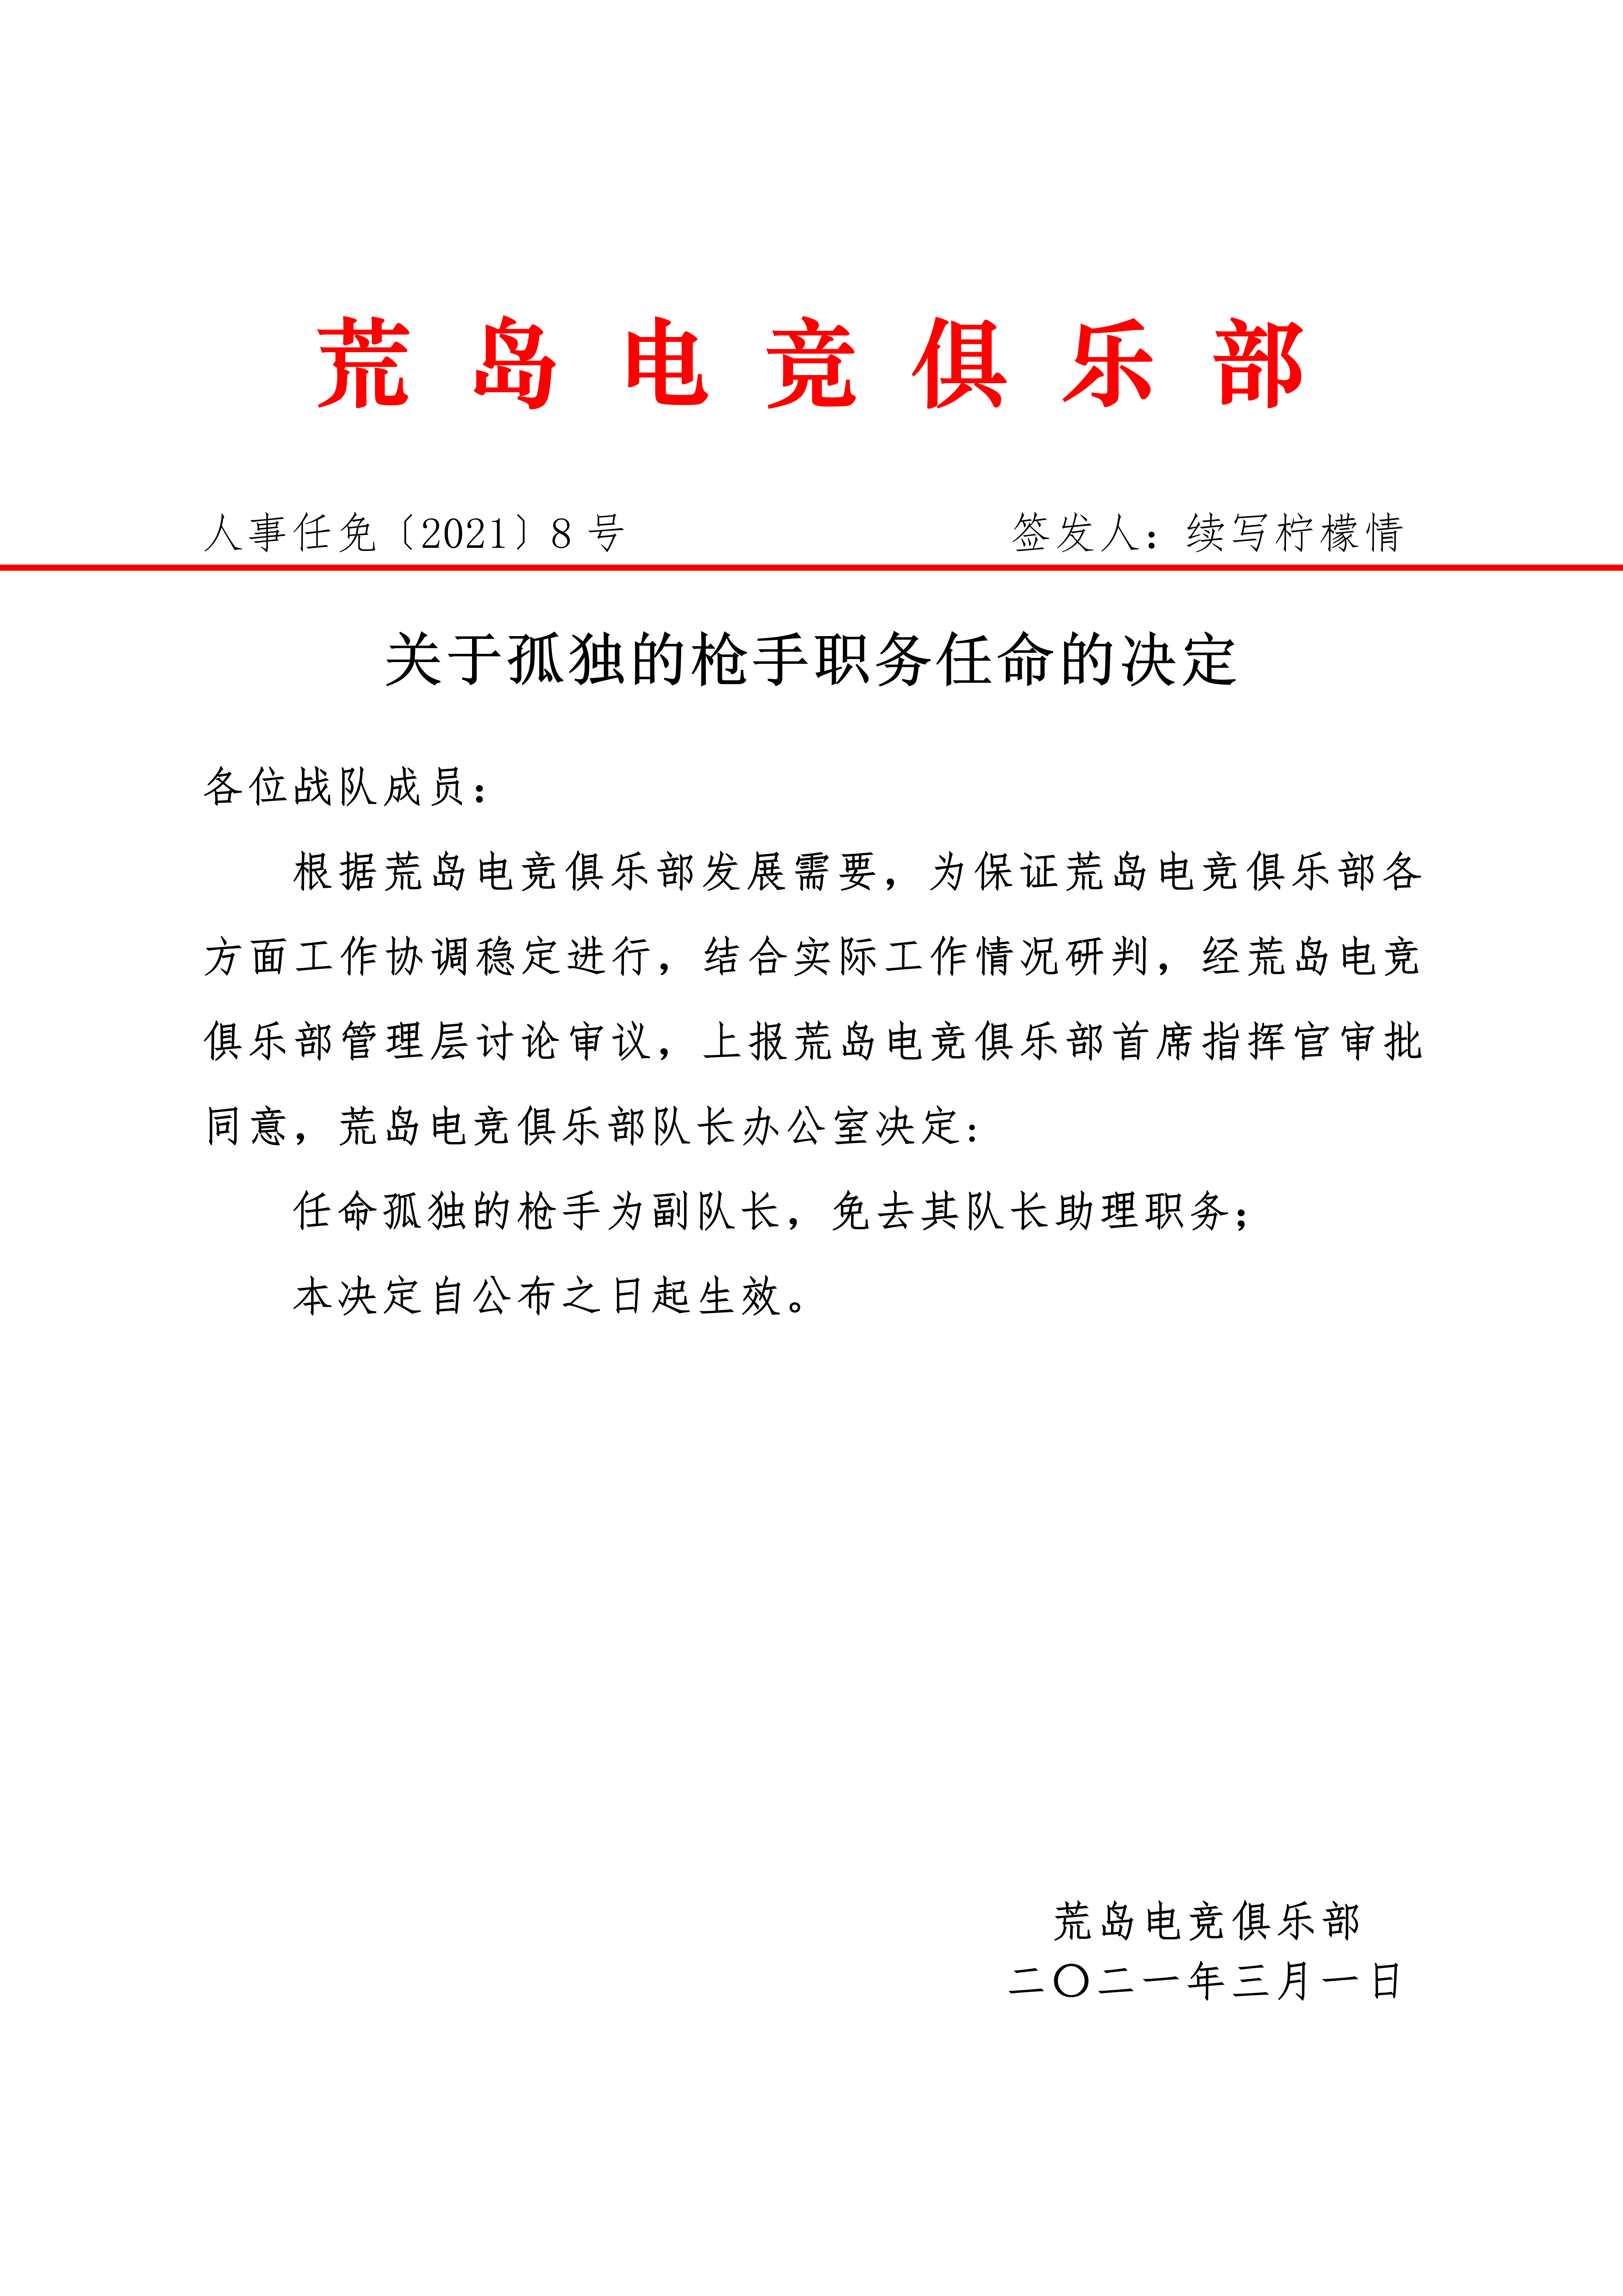 荒岛电竞俱乐部
人事任免〔2021〕8号 签发人：续写柠檬情
关于孤独的枪手职务任命的决定
各位战队成员：
根据荒岛电竞俱乐部发展需要，为保证荒岛电竞俱乐部各
方面工作协调稳定进行，结合实际工作情况研判，经荒岛电竞
俱乐部管理层讨论审议，上报荒岛电竞俱乐部首席指挥官审批
同意，荒岛电竞俱乐部队长办公室决定:
任命孤独的枪手为副队长，免去其队长助理职务；
本决定自公布之日起生效。
荒岛电竞俱乐部
二〇二一年三月一日